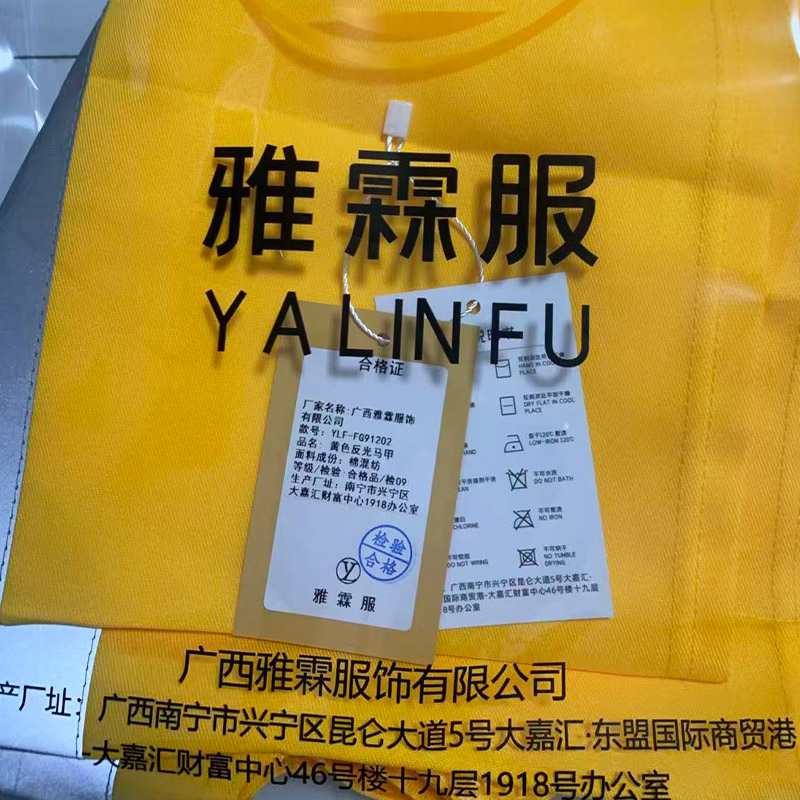 雅霖服
YALINFU
合格证
厂家名称:广西雅霖服饰
有限公司
款号:YLF-FG91202
品名: 黄色反光马甲
面料成份: 棉混纺
等级/检验:合格品/检09
生产厂址: 南宁市兴宁区
大嘉汇财富中心1918办公室
检验
合格
Y
雅霖服
HANG IN COOL
PLACE
DRY FLAT IN COOL
PLACE
LOW-IRON 120℃
不可水洗
DO NOT BATH
不可熨烫
NO IRON
CHLORINE
DO NOT WRING
不可烘干
NO TUMBLE
DRYING
广西南宁市兴宁区昆仑大道5号大嘉汇·
国际商贸港-大嘉汇财富中心46号楼十九层
8号办公室
广西雅霖服饰有限公司
产厂址:广西南宁市兴宁区昆仑大道5号大嘉汇·东盟国际商贸港
-大嘉汇财富中心46号楼十九层1918号办公室